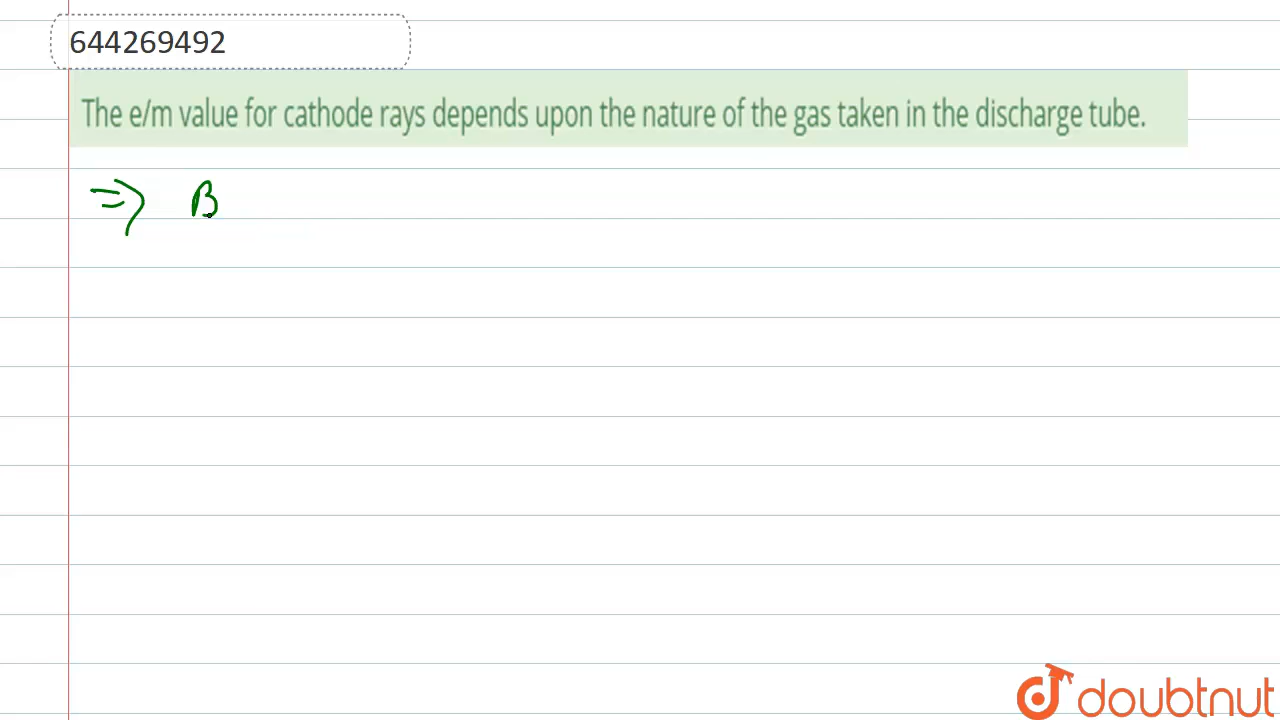 644269492
The e/m value for cathode rays depends upon the nature of the gas taken in the discharge tube.
=> B
doubtnut